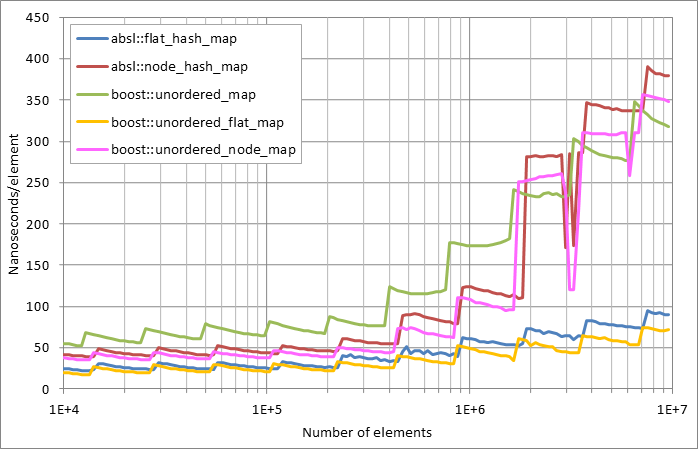 450
400
350
300
250
200
150
100
50
0
Nanoseconds/element
absl::flat_hash_map
absl::node_hash_map
boost::unordered_map
boost::unordered_flat_map
boost::unordered_node_map
1E+4
1E+5
1E+6
1E+7
Number of elements